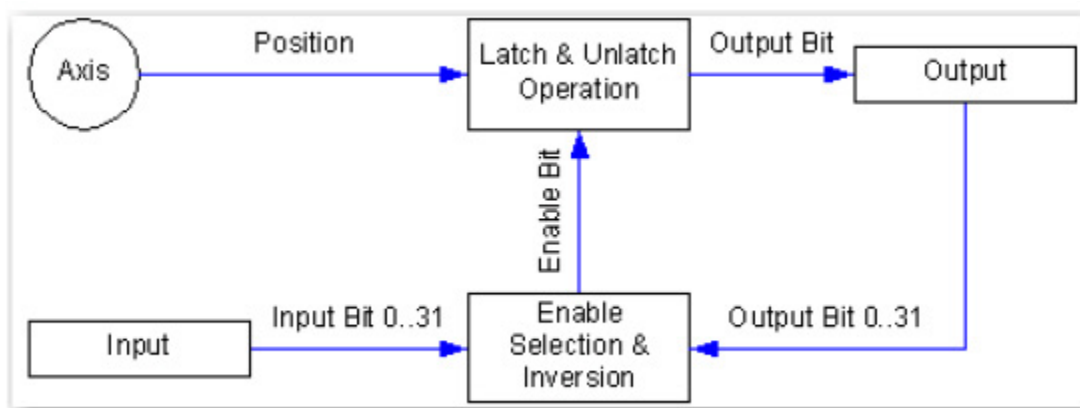 Position
Axis
Latch & Unlatch
Operation
Output Bit
Output
Enable Bit
Input Bit 0..31
Input
Enable
Selection &
Inversion
Output Bit 0..31